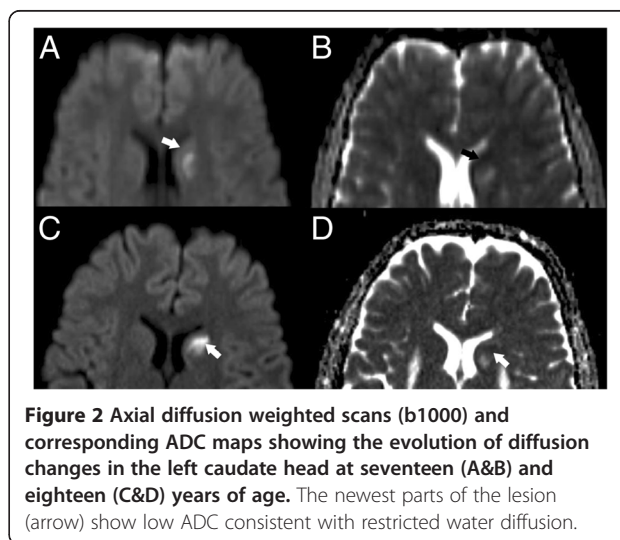 A
B
C
D
Figure 2 Axial diffusion weighted scans (b1000) and
corresponding ADC maps showing the evolution of diffusion
changes in the left caudate head at seventeen (A&B) and
eighteen (C&D) years of age. The newest parts of the lesion
(arrow) show low ADC consistent with restricted water diffusion.